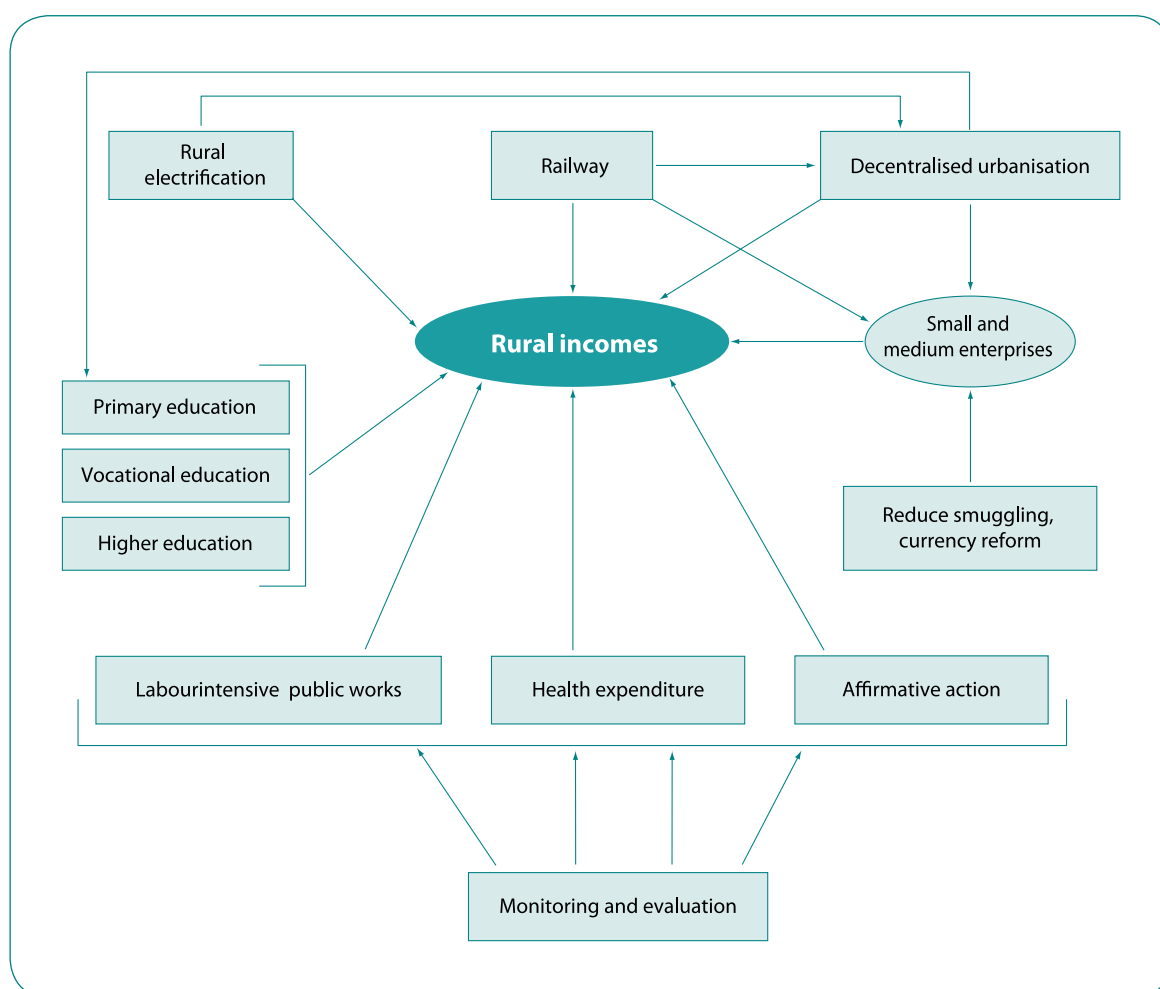 Rural
electrification
Railway
Decentralised urbanisation
Rural incomes
Small and
medium enterprises
Primary education
Vocational education
Higher education
Reduce smuggling,
currency reform
Labourintensive public works
Health expenditure
Affirmative action
Monitoring and evaluation